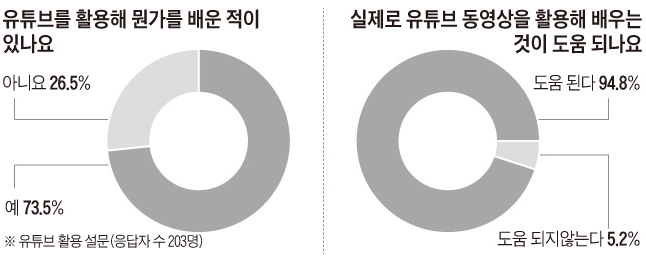 유튜브를 활용해 뭔가를 배운 적이
있나요
아니요 26.5%
예 73.5%
※ 유튜브 활용 설문(응답자 수 203명)
실제로 유튜브 동영상을 활용해 배우는
것이 도움 되나요
도움 된다 94.8%
도움 되지않는다 5.2%